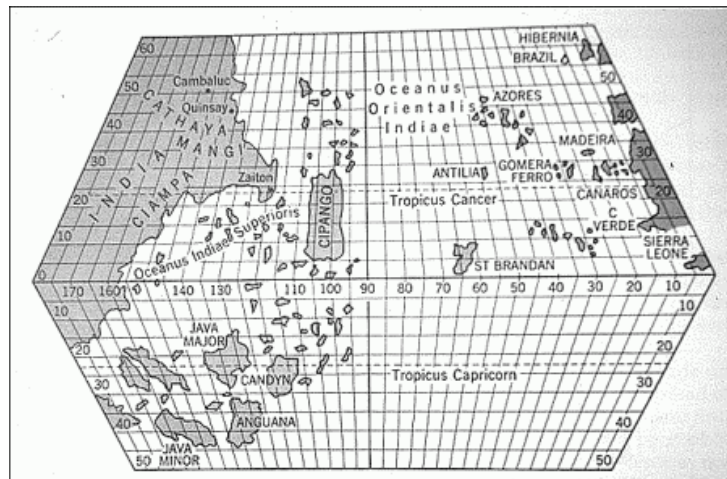 60
HIBERNIA
BRAZIL
50
50
Cambaluc
Oceanus
Orientalis
Indiae
AZORES
40
Quinsay
CATHAYA
MANGI
40
MADEIRA
30
INDIA
30
Zaiton
ANTILIA
GOMERA
FERRO
CIAMPA
20
Tropicus Cancer
CANAROS
20
CIPANGO
C
VERDE
10
Oceanus Indiae Superioris
SIERRA
LEONE
ST BRANDAN
0
170 160 140 130 120 110 100 90 80 70 60 50 40 30 10
10
10
20
JAVA
MAJOR
20
30
CANDYN
Tropicus Capricorn
30
40
ANGUANA
40
JAVA
MINOR
50
50